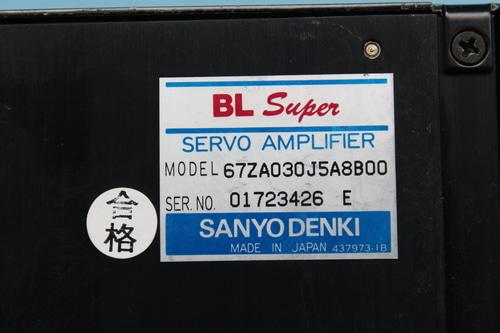 BL Super
SERVO AMPLIFIER
MODEL 67ZA030J5A8B00
SER. NO. 01723426 E
SANYO DENKI
MADE IN JAPAN 437973-1B
合格